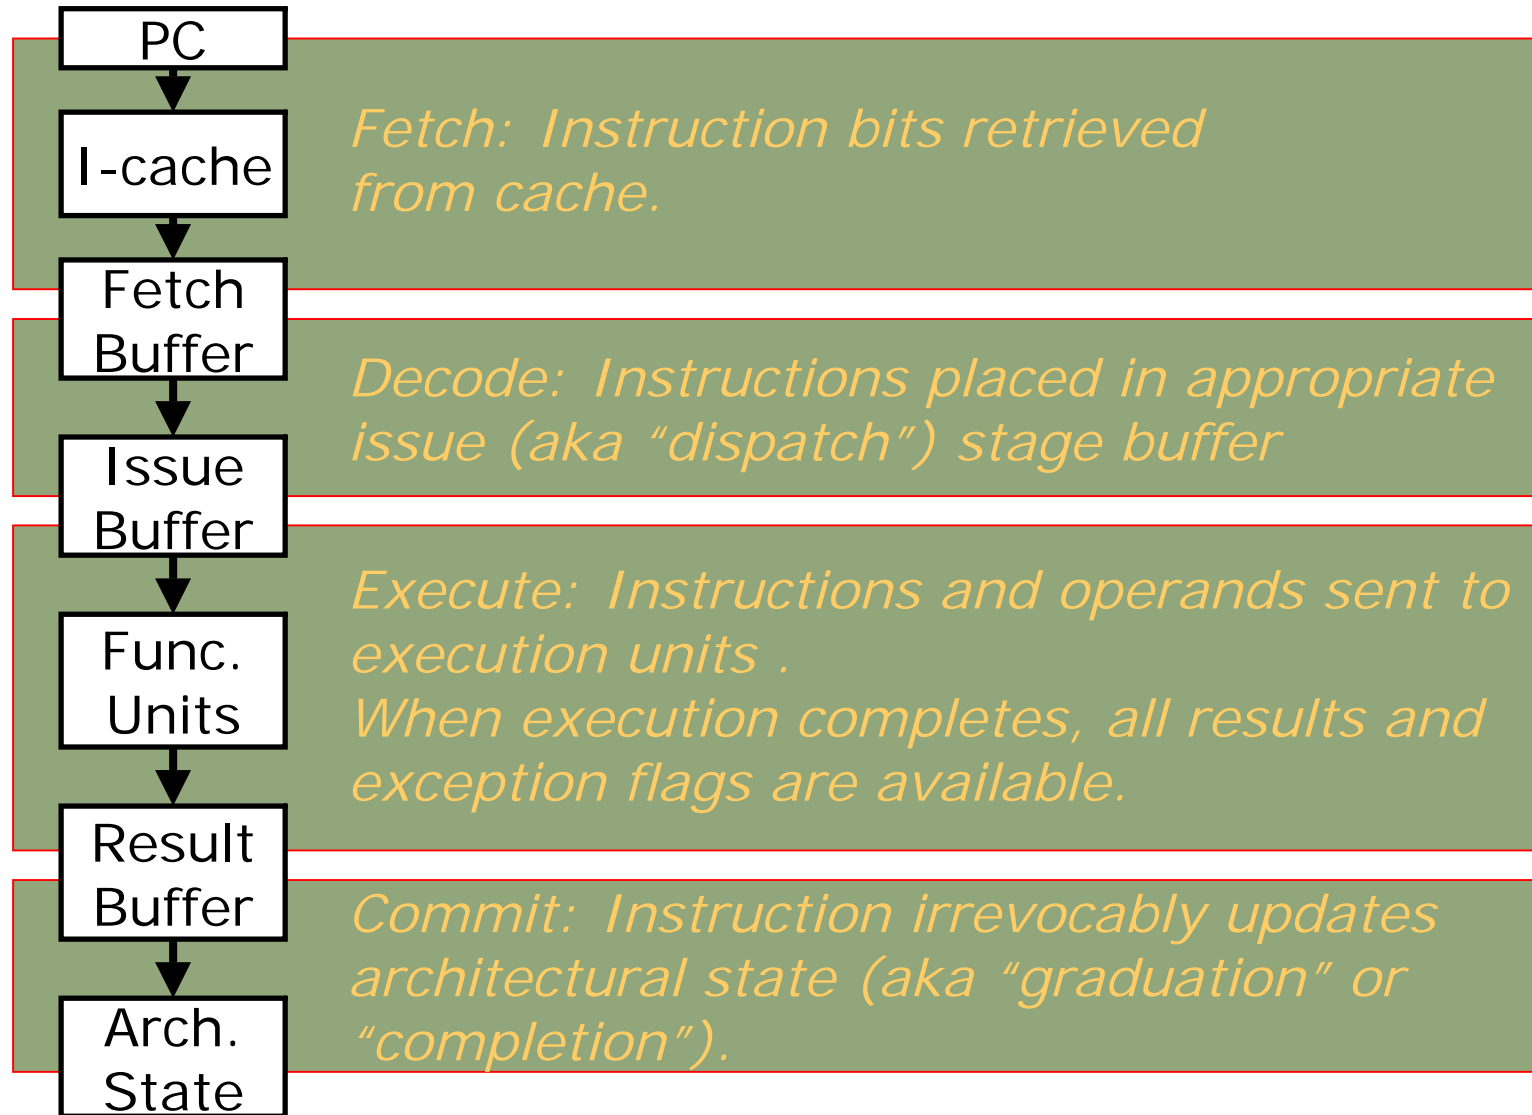 PC
I-cache
Fetch: Instruction bits retrieved
from cache.
Fetch
Buffer
Decode: Instructions placed in appropriate
issue (aka “dispatch”) stage buffer
Issue
Buffer
Execute: Instructions and operands sent to
execution units .
When execution completes, all results and
exception flags are available.
Func.
Units
Result
Buffer
Commit: Instruction irrevocably updates
architectural state (aka “graduation” or
“completion”).
Arch.
State